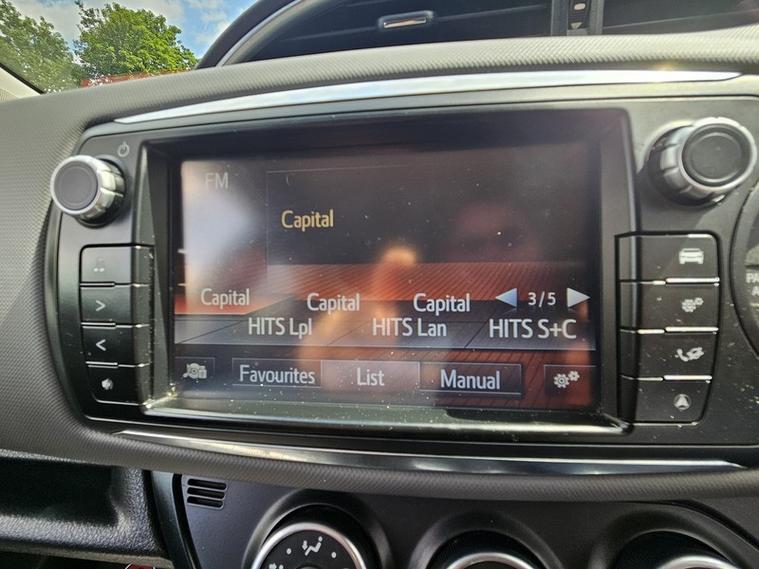 FM
Capital
Capital Capital Capital 3/5
HITS Lpl HITS Lan HITS S+C
Favourites List Manual